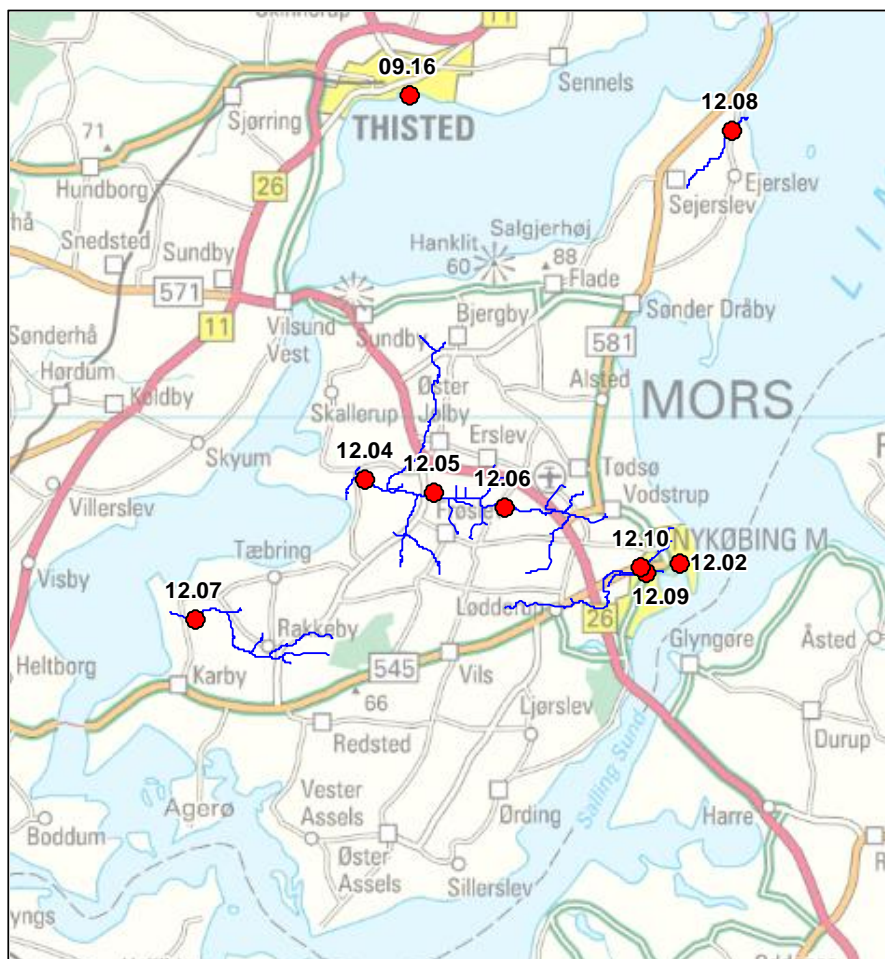 11
09.16
Sennels
Sjørring
THISTED
12.08
71
Hundborg
26
Ejerslev
Sejerslev
Salgjerhøj
Hanklit
60
88
Snedsted
Sundby
Flade
571
Vilsund
Vest
Sundby
Bjergby
Sønder Dråby
11
Sønderhå
581
Hørdum
Koldby
Øster
Jølby
Skallerup
Alsted
MORS
Erslev
Skyum
12.04
12.05
12.06
Tødsø
Villerslev
Vodstrup
Frøslev
NYKØBING M
12.10
12.02
Tæbring
Visby
12.09
12.07
26
Rakkeby
Glyngøre
Åsted
Heltborg
Karby
545
Vils
66
Redsted
Ljørslev
Durup
Salling Sund
Agerø
Vester
Assels
Ørding
Harre
Boddum
Øster
Assels
Sillerslev